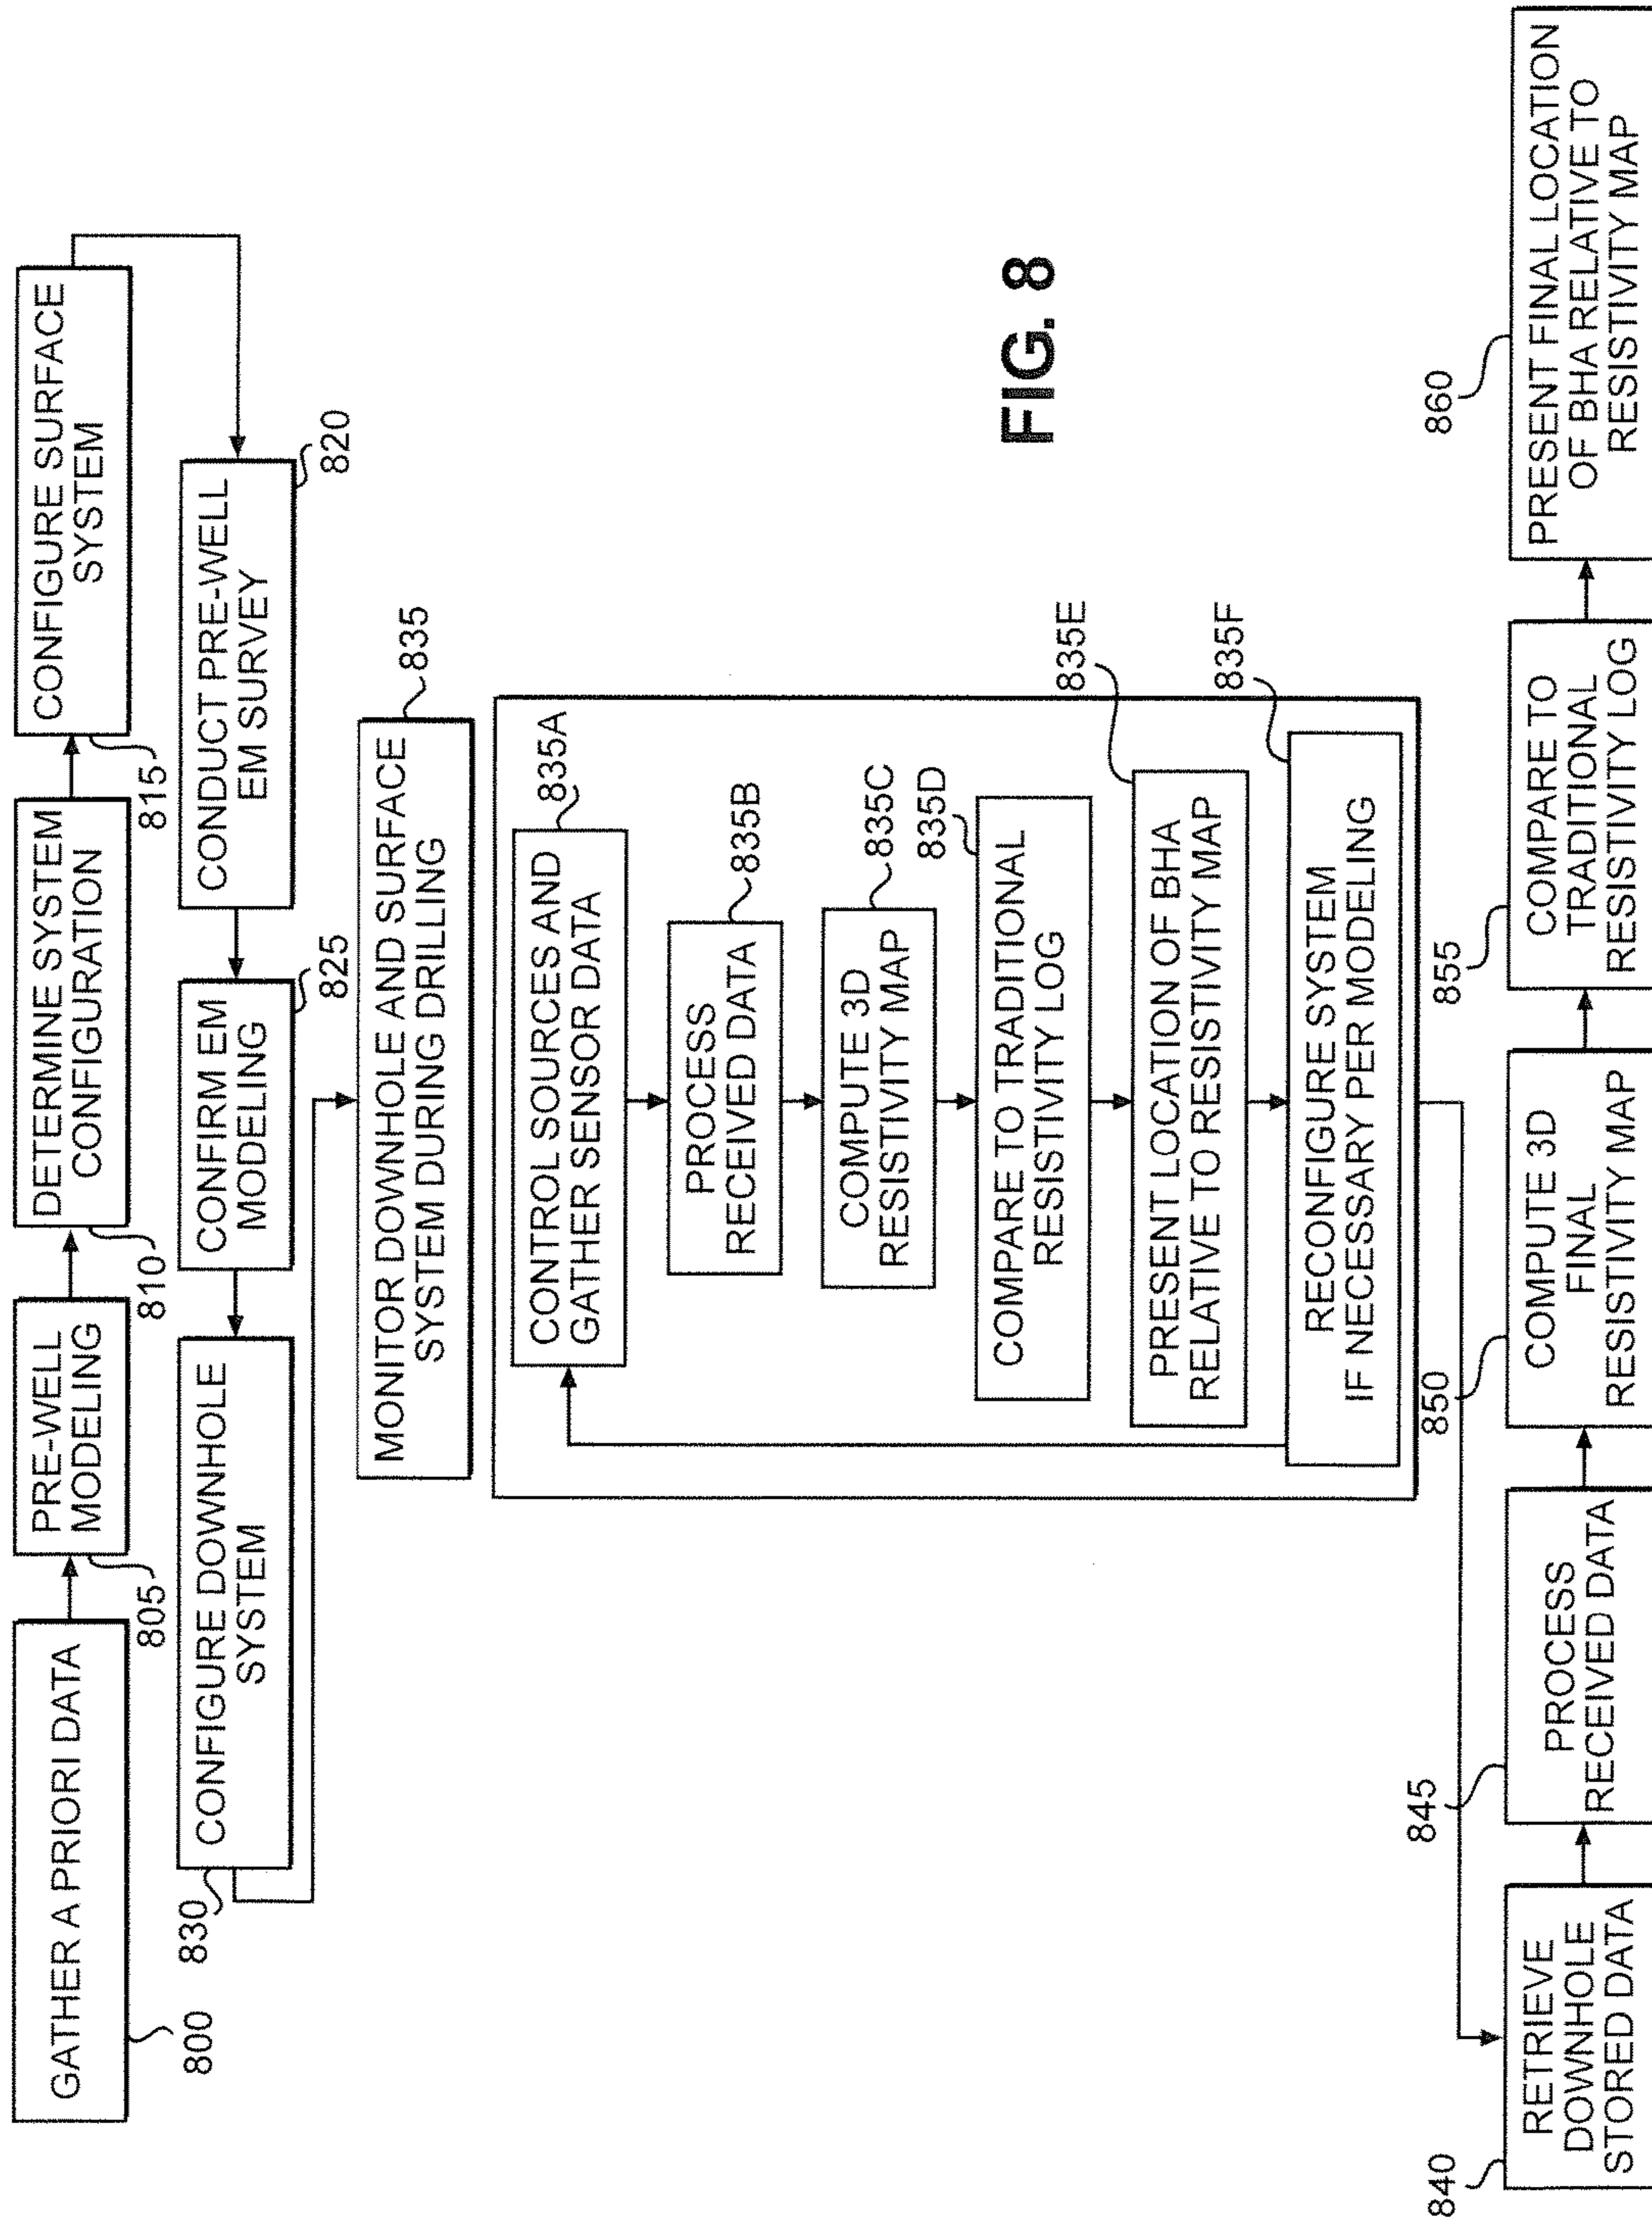 GATHER A PRIORI DATA
800
PRE-WELL
MODELING
805
DETERMINE SYSTEM
CONFIGURATION
810
CONFIGURE SURFACE
SYSTEM
815
CONDUCT PRE-WELL
EM SURVEY
820
CONFIRM EM
MODELING
825
CONFIGURE DOWNHOLE
SYSTEM
830
MONITOR DOWNHOLE AND SURFACE
SYSTEM DURING DRILLING
835
CONTROL SOURCES AND
GATHER SENSOR DATA
835A
PROCESS
RECEIVED DATA
835B
COMPUTE 3D
RESISTIVITY MAP
835C
COMPARE TO TRADITIONAL
RESISTIVITY LOG
835D
PRESENT LOCATION OF BHA
RELATIVE TO RESISTIVITY MAP
835E
RECONFIGURE SYSTEM
IF NECESSARY PER MODELING
835F
RETRIEVE
DOWNHOLE
STORED DATA
840
PROCESS
RECEIVED DATA
845
COMPUTE 3D
FINAL
RESISTIVITY MAP
850
COMPARE TO
TRADITIONAL
RESISTIVITY LOG
855
PRESENT FINAL LOCATION
OF BHA RELATIVE TO
RESISTIVITY MAP
860
FIG. 8